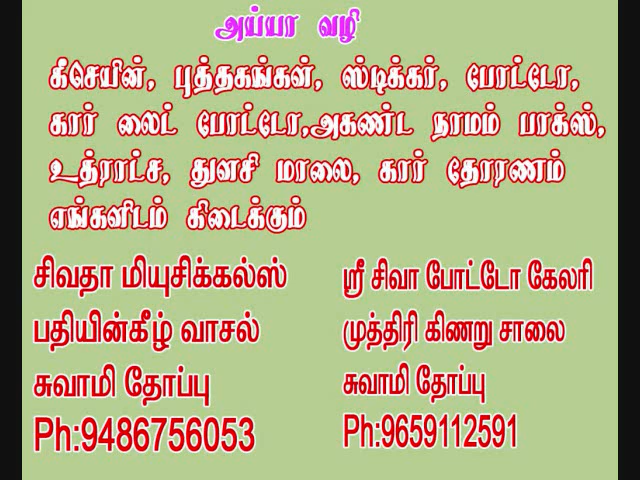 அய்யா வழி
கீசெயின், புத்தகங்கள், ஸ்டிக்கர், போட்டோ,
கார் லைட் போட்டோ,அகண்ட நாமம் பாக்ஸ்,
உத்ராட்ச, துளசி மாலை, கார் தோரணம்
எங்களிடம் கிடைக்கும்
சிவதா மியுசிக்கல்ஸ்
பதியின்கீழ் வாசல்
சுவாமி தோப்பு
Ph:9486756053
ஸ்ரீ சிவா போட்டோ கேலரி
முத்திரி கிணறு சாலை
சுவாமி தோப்பு
Ph:9659112591